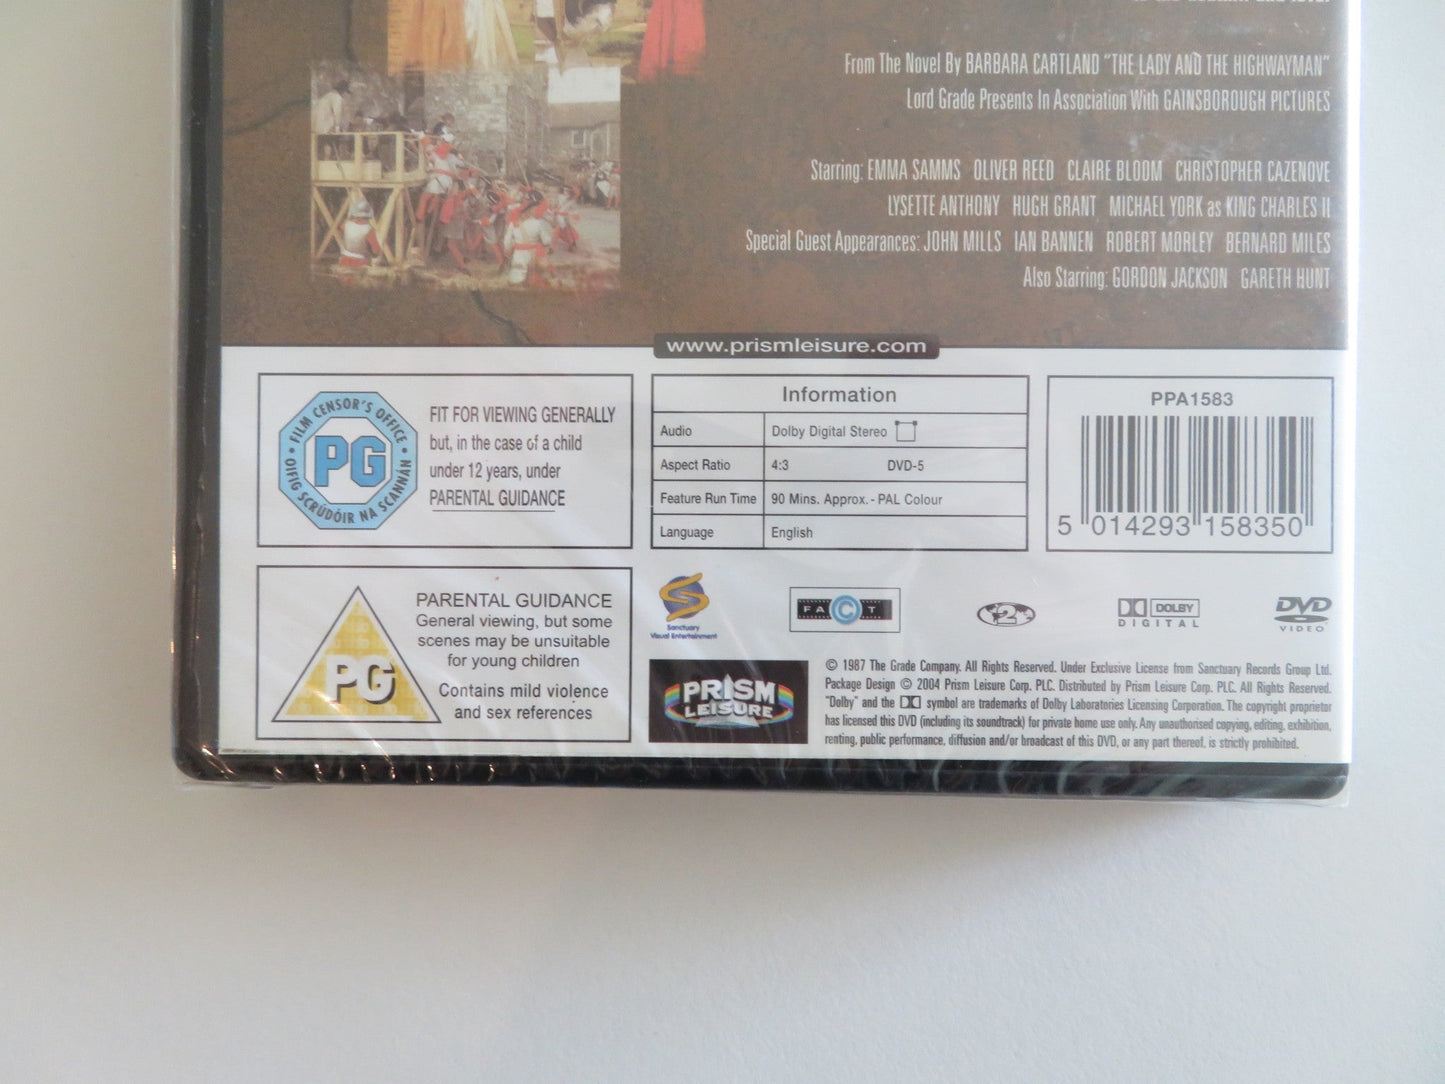 From The Novel By BARBARA CARTLAND "THE LADY AND THE HIGHWAYMAN"
Lord Grade Presents In Association With GAINSBOROUGH PICTURES
Starring: EMMA SAMMS OLIVER REED CLAIRE BLOOM CHRISTOPHER CAZENOVE
LYSETTE ANTHONY HUGH GRANT MICHAEL YORK as KING CHARLES II
Special Guest Appearances: JOHN MILLS IAN BANNEN ROBERT MORLEY BERNARD MILES
Also Starring: GORDON JACKSON GARETH HUNT
www.prismleisure.com
FILM CENSOR'S OFFICE
PG
OIFIG SCRÚDÓIR NA SCANNÁN
FIT FOR VIEWING GENERALLY
but, in the case of a child
under 12 years, under
PARENTAL GUIDANCE
Information
Audio Dolby Digital Stereo
Aspect Ratio 4:3 DVD-5
Feature Run Time 90 Mins. Approx. - PAL Colour
Language English
PPA1583
5 014293 158350
PG
PARENTAL GUIDANCE
General viewing, but some
scenes may be unsuitable
for young children
Contains mild violence
and sex references
Sanctuary
Visual Entertainment
FACT
2
DOLBY
DIGITAL
DVD
VIDEO
PRISM
LEISURE
© 1987 The Grade Company. All Rights Reserved. Under Exclusive License from Sanctuary Records Group Ltd.
Package Design © 2004 Prism Leisure Corp. PLC. Distributed by Prism Leisure Corp. PLC. All Rights Reserved.
"Dolby" and the symbol are trademarks of Dolby Laboratories Licensing Corporation. The copyright proprietor
has licensed this DVD (including its soundtrack) for private home use only. Any unauthorised copying, editing, exhibition,
renting, public performance, diffusion and/or broadcast of this DVD, or any part thereof, is strictly prohibited.